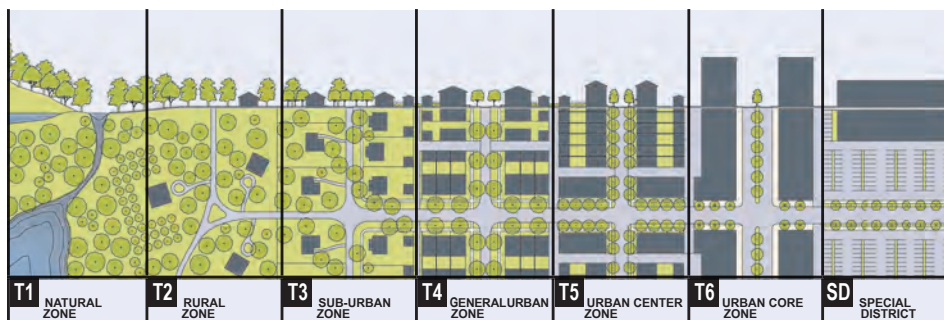 T1 NATURAL
ZONE
T2 RURAL
ZONE
T3 SUB-URBAN
ZONE
T4 GENERALURBAN
ZONE
T5 URBAN CENTER
ZONE
T6 URBAN CORE
ZONE
SD SPECIAL
DISTRICT